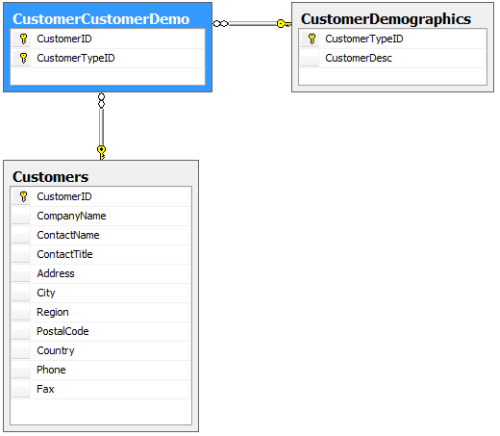 CustomerCustomerDemo
CustomerID
CustomerTypeID
CustomerDemographics
CustomerTypeID
CustomerDesc
Customers
CustomerID
CompanyName
ContactName
ContactTitle
Address
City
Region
PostalCode
Country
Phone
Fax